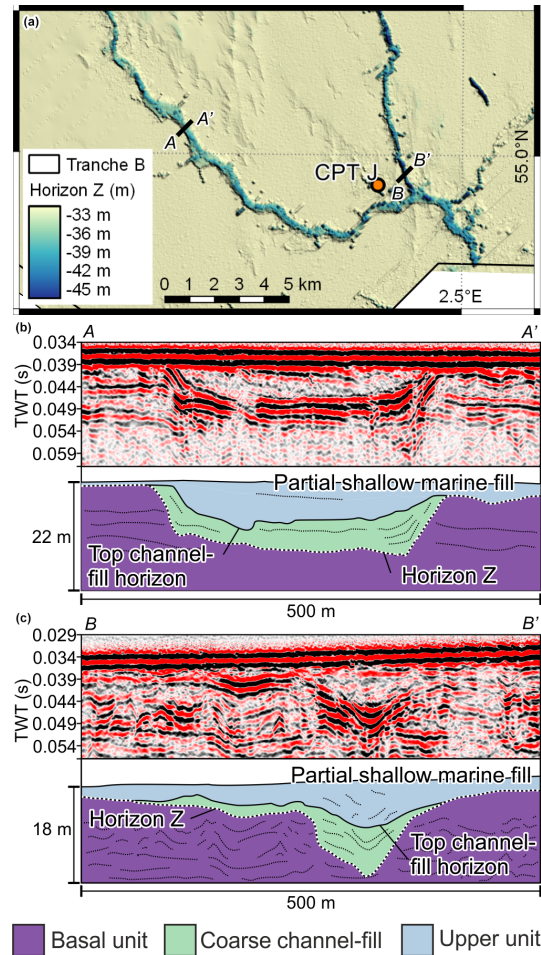 (a)
A'
A
CPT J
B'
B
55.0°N
Tranche B
Horizon Z (m)
-33 m
-36 m
-39 m
-42 m
-45 m
0 1 2 3 4 5 km
2.5°E
(b)
A
A'
TWT (s)
0.034
0.039
0.044
0.049
0.054
0.059
Partial shallow marine fill
22 m
Top channel-
fill horizon
Horizon Z
500 m
(c)
B
B'
TWT (s)
0.029
0.034
0.039
0.044
0.049
0.054
Partial shallow marine fill
Horizon Z
18 m
Top channel-
fill horizon
500 m
Basal unit
Coarse channel-fill
Upper unit